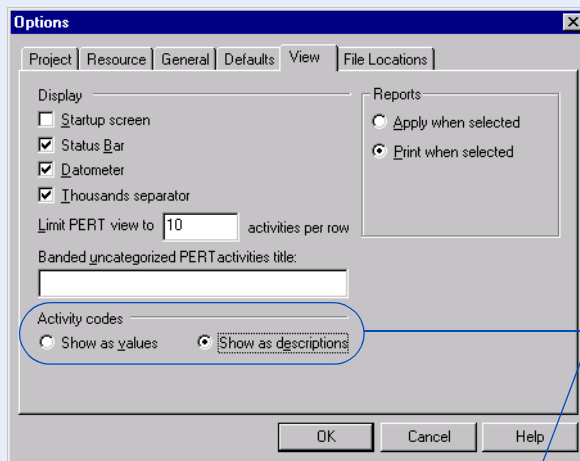 Options
Project Resource General Defaults View File Locations
Display
Startup screen
Status Bar
Datometer
Thousands separator
Limit PERT view to 10 activities per row
Banded uncategorized PERT activities title:
Reports
Apply when selected
Print when selected
Activity codes
Show as values Show as descriptions
OK Cancel Help